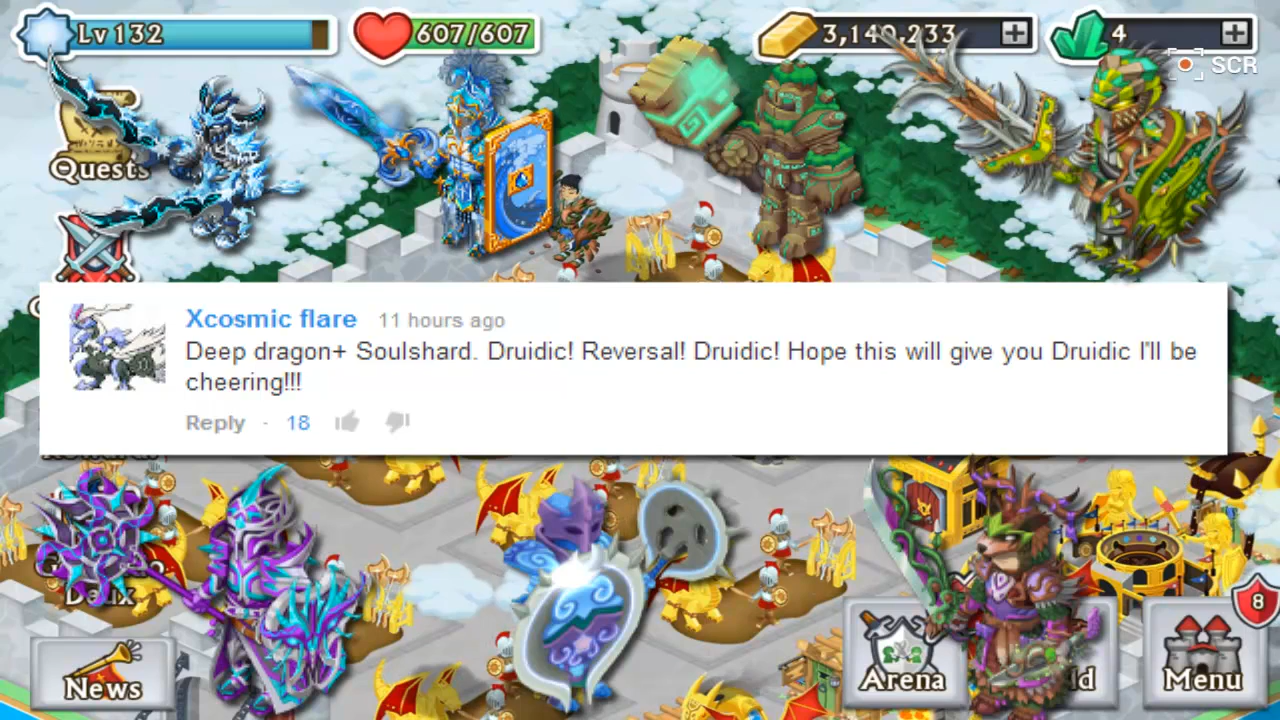 Lv 132
607/607
3,140,233
4
SCR
Quests
Xcosmic flare 11 hours ago
Deep dragon+ Soulshard. Druidic! Reversal! Druidic! Hope this will give you Druidic I'll be
cheering!!!
Reply · 18
8
News
Arena
ld
Menu